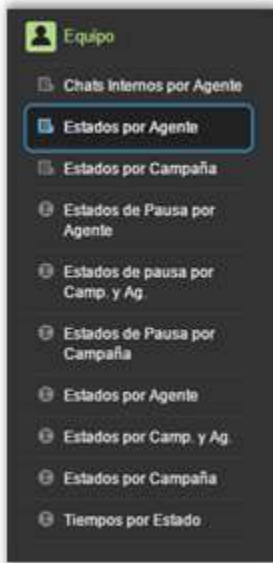 Equipo
Chats Internos por Agente
Estados por Agente
Estados por Campaña
Estados de Pausa por
Agente
Estados de pausa por
Camp. y Ag.
Estados de Pausa por
Campaña
Estados por Agente
Estados por Camp. y Ag.
Estados por Campaña
Tiempos por Estado